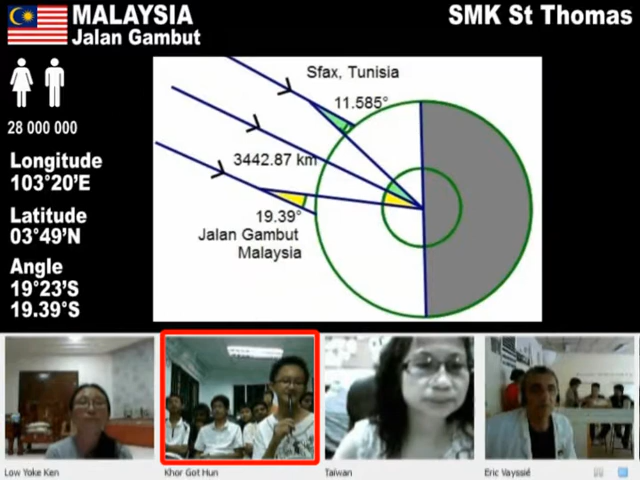 MALAYSIA
Jalan Gambut
SMK St Thomas
28 000 000
Longitude
103°20'E
Latitude
03°49'N
Angle
19°23'S
19.39°S
Sfax, Tunisia
11.585°
3442.87 km
19.39°
Jalan Gambut
Malaysia
Low Yoke Ken
Khor Got Hun
Taiwan
Eric Vayssié